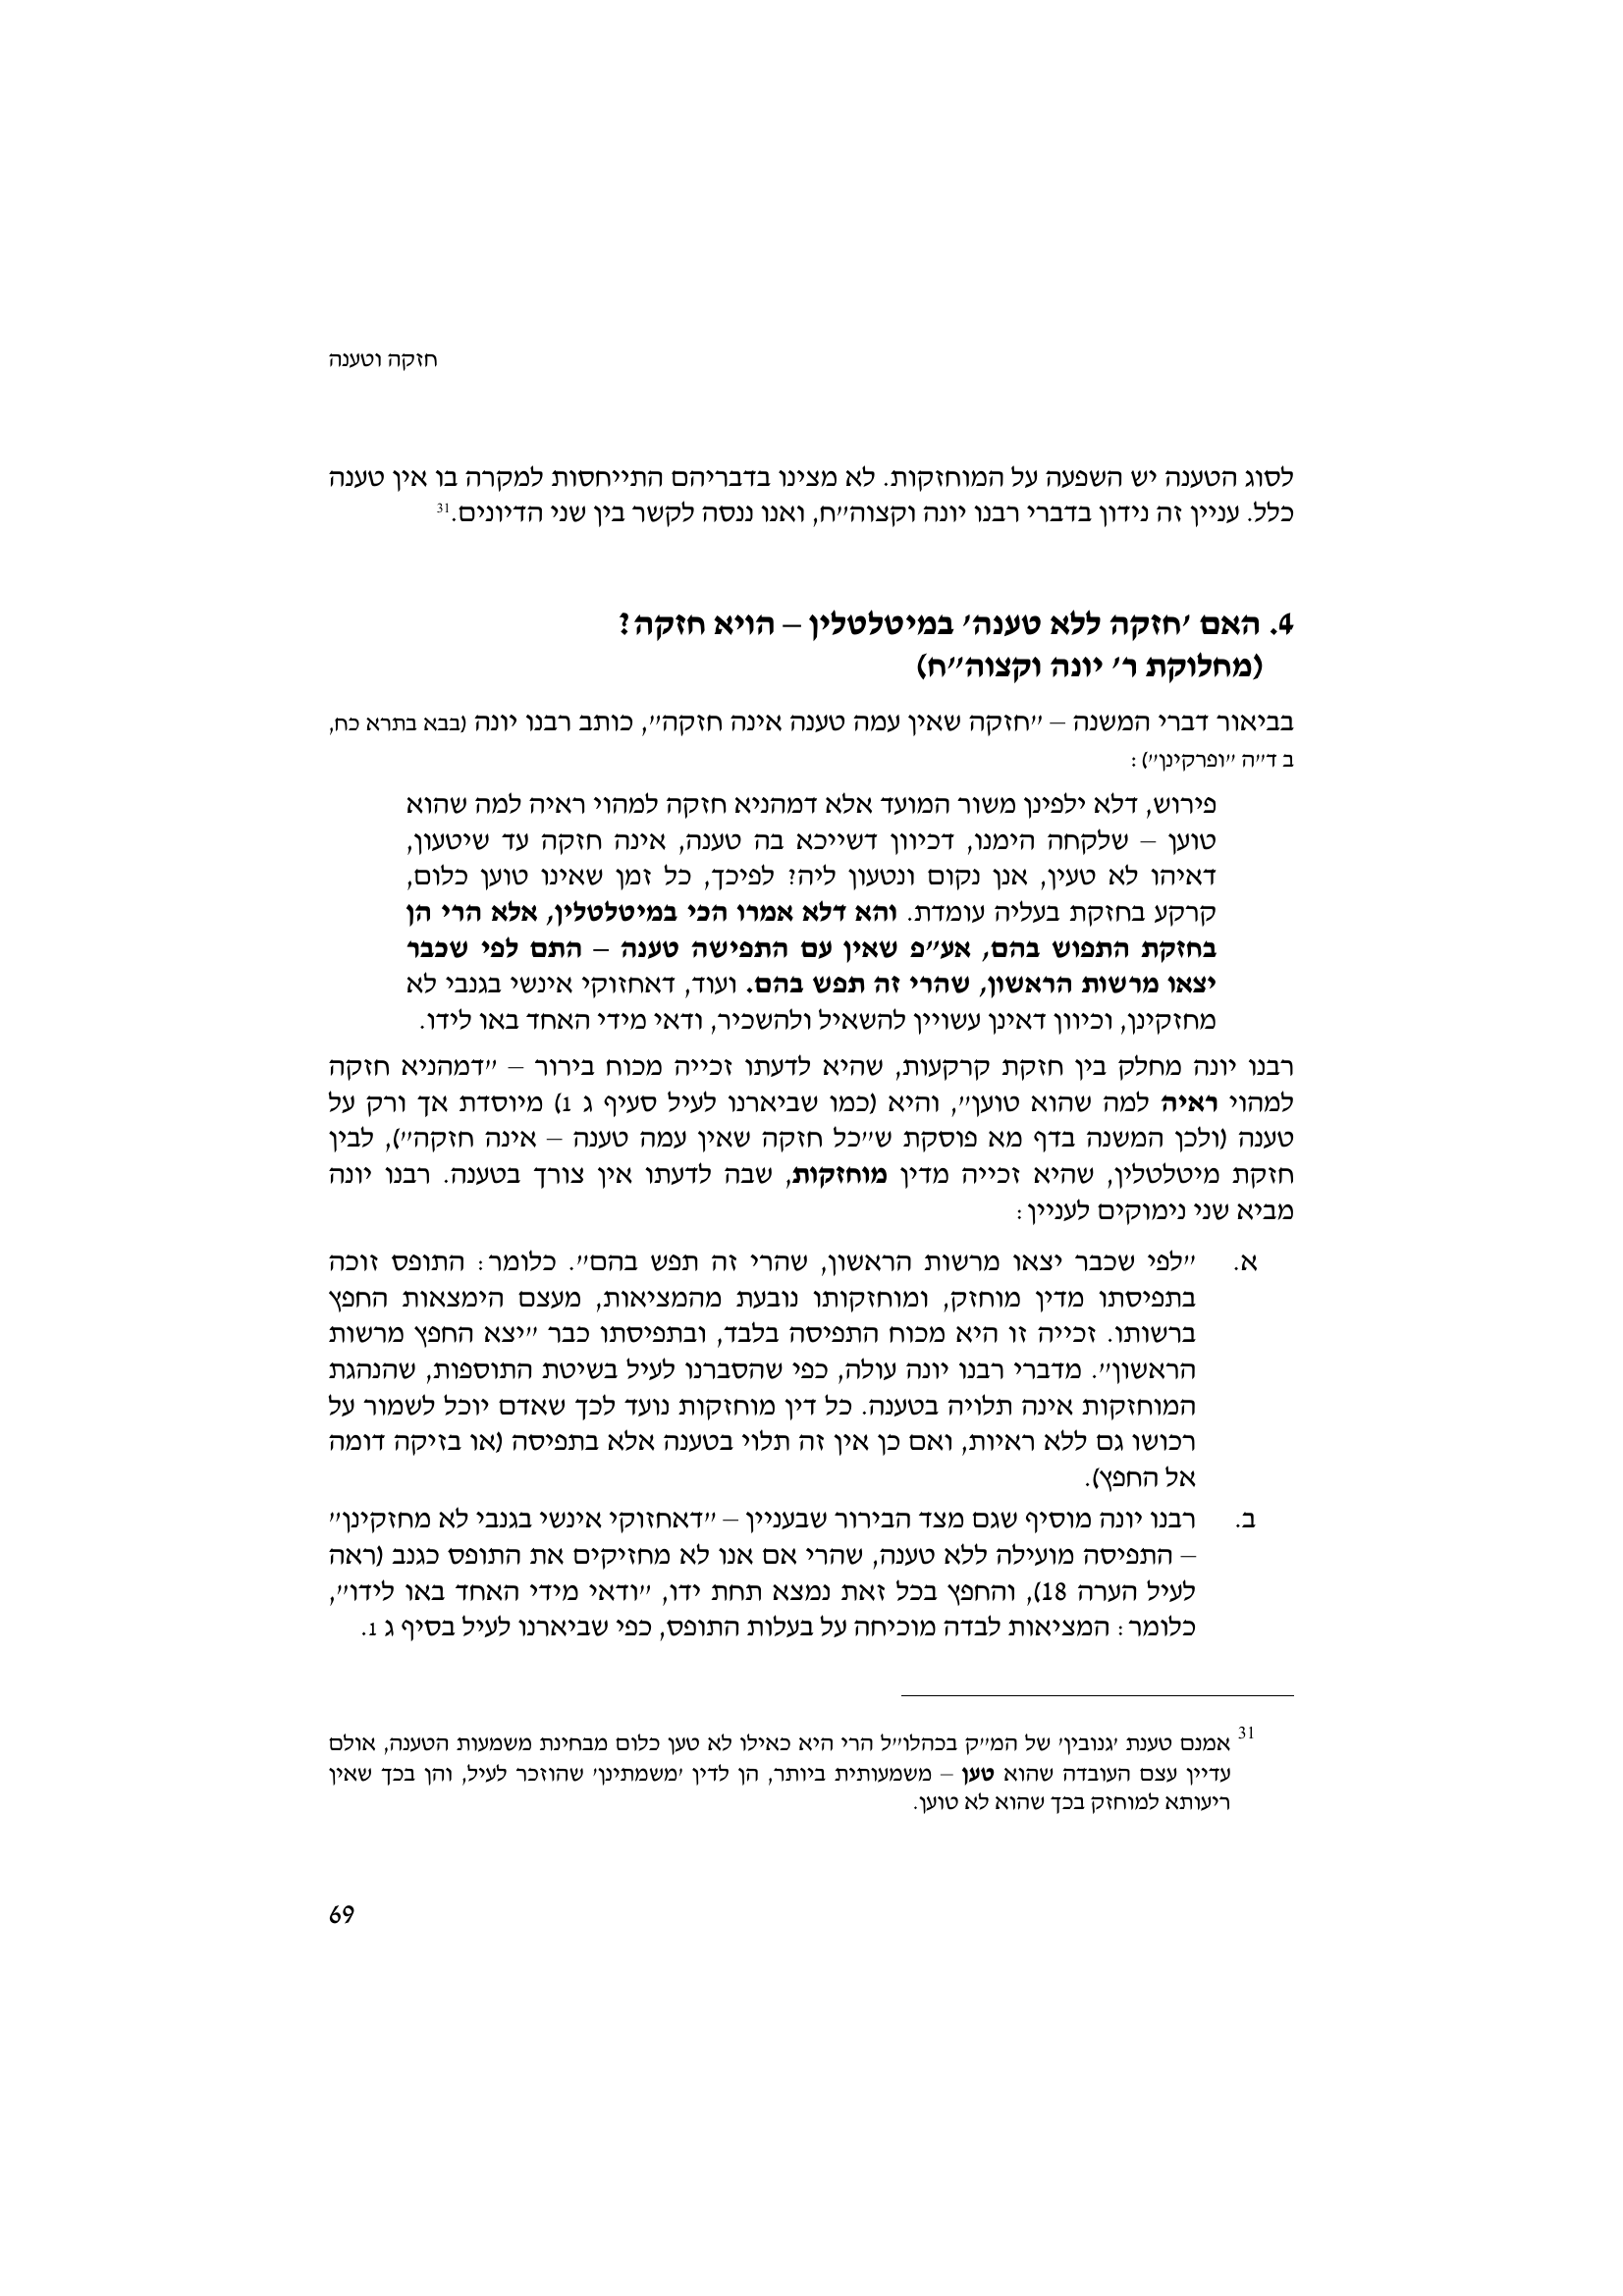 חזקה וטענה
לסוג הטענה יש השפעה על המוחזקות. לא מצינו בדבריהם התייחסות למקרה בו אין טענה
כלל. עניין זה נידון בדברי רבנו יונה וקצוה״ח, ואנו ננסה לקשר בין שני הדיונים.31
4. האם ׳חזקה ללא טענה׳ במיטלטלין – הויא חזקה?
(מחלוקת ר׳ יונה וקצוה״ח)
בביאור דברי המשנה – ״חזקה שאין עמה טענה אינה חזקה״, כותב רבנו יונה (בבא בתרא כח,
ב ד״ה ״ופרקינן״):
פירוש, דלא ילפינן משור המועד אלא דמהניא חזקה למהוי ראיה למה שהוא
טוען – שלקחה הימנו, דכיוון דשייכא בה טענה, אינה חזקה עד שיטעון,
דאיהו לא טעין, אנן נקום ונטעון ליה? לפיכך, כל זמן שאינו טוען כלום,
קרקע בחזקת בעליה עומדת. והא דלא אמרו הכי במיטלטלין, אלא הרי הן
בחזקת התפוש בהם, אע״פ שאין עם התפישה טענה – התם לפי שכבר
יצאו מרשות הראשון, שהרי זה תפש בהם. ועוד, דאחזוקי אינשי בגנבי לא
מחזקינן, וכיוון דאינן עשויין להשאיל ולהשכיר, ודאי מידי האחד באו לידו.
רבנו יונה מחלק בין חזקת קרקעות, שהיא לדעתו זכייה מכוח בירור – ״דמהניא חזקה
למהוי ראיה למה שהוא טוען״, והיא (כמו שביארנו לעיל סעיף ג 1) מיוסדת אך ורק על
טענה (ולכן המשנה בדף מא פוסקת ש״כל חזקה שאין עמה טענה – אינה חזקה״), לבין
חזקת מיטלטלין, שהיא זכייה מדין מוחזקות, שבה לדעתו אין צורך בטענה. רבנו יונה
מביא שני נימוקים לעניין:
א. ״לפי שכבר יצאו מרשות הראשון, שהרי זה תפש בהם״. כלומר: התופס זוכה
בתפיסתו מדין מוחזק, ומוחזקותו נובעת מהמציאות, מעצם הימצאות החפץ
ברשותו. זכייה זו היא מכוח התפיסה בלבד, ובתפיסתו כבר ״יצא החפץ מרשות
הראשון״. מדברי רבנו יונה עולה, כפי שהסברנו לעיל בשיטת התוספות, שהנהגת
המוחזקות אינה תלויה בטענה. כל דין מוחזקות נועד לכך שאדם יוכל לשמור על
רכושו גם ללא ראיות, ואם כן אין זה תלוי בטענה אלא בתפיסה (או בזיקה דומה
אל החפץ).
ב. רבנו יונה מוסיף שגם מצד הבירור שבעניין – ״דאחזוקי אינשי בגנבי לא מחזקינן״
– התפיסה מועילה ללא טענה, שהרי אם אנו לא מחזיקים את התופס כגנב (ראה
לעיל הערה 18), והחפץ בכל זאת נמצא תחת ידו, ״ודאי מידי האחד באו לידו״,
כלומר: המציאות לבדה מוכיחה על בעלות התופס, כפי שביארנו לעיל בסיף ג 1.
31 אמנם טענת ׳גנובין׳ של המ״ק בכהלו״ל הרי היא כאילו לא טען כלום מבחינת משמעות הטענה, אולם
עדיין עצם העובדה שהוא טען – משמעותית ביותר, הן לדין ׳משמתינן׳ שהוזכר לעיל, והן בכך שאין
ריעותא למוחזק בכך שהוא לא טוען.
69